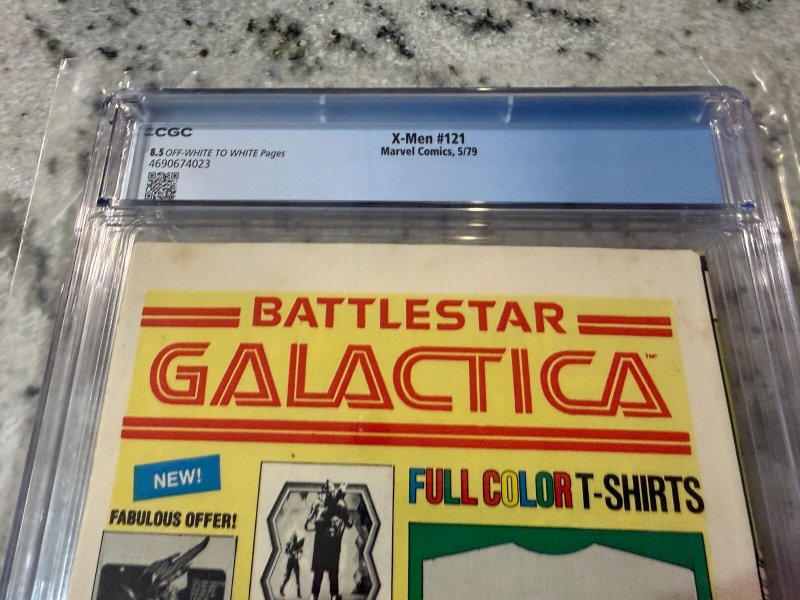 CGC
X-Men #121
8.5 OFF-WHITE TO WHITE Pages
Marvel Comics, 5/79
4690674023
BATTLESTAR
GALACTICA™
NEW!
FULL COLOR T-SHIRTS
FABULOUS OFFER!